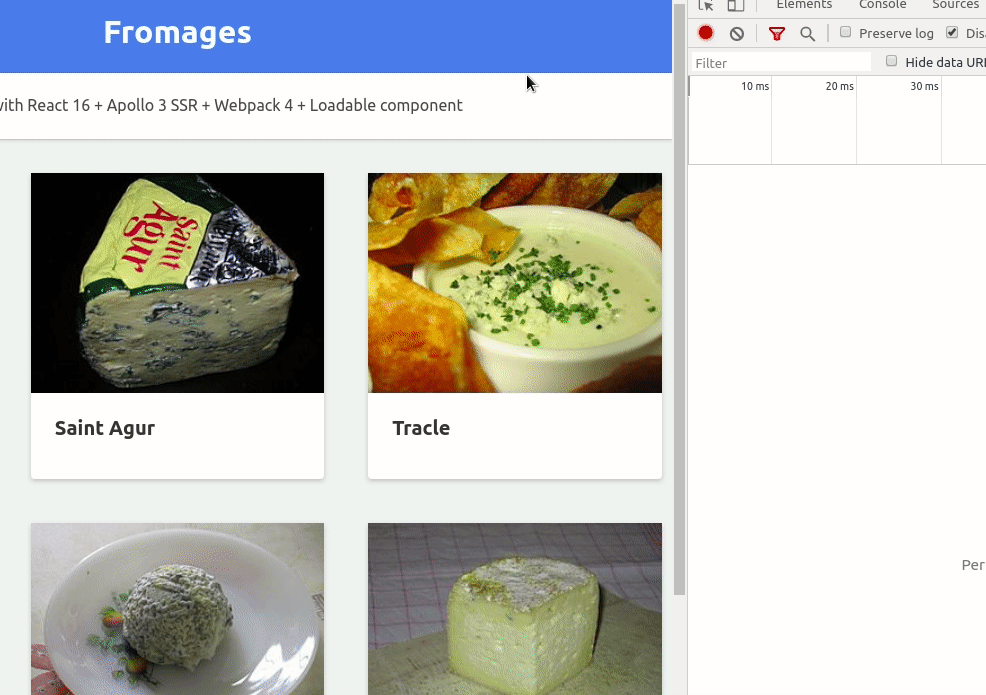 Fromages
with React 16 + Apollo 3 SSR + Webpack 4 + Loadable component
Saint
Agur
Saint Agur
Tracle
Elements Console Sources
Preserve log Dis
Filter Hide data URL
10 ms 20 ms 30 ms
Per